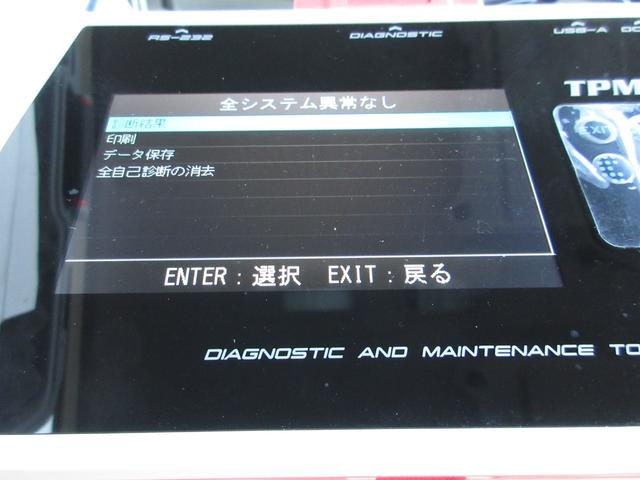 RS-232 DIAGNOSTIC USB-A
TPM
EXIT
全システム異常なし
診断結果
印刷
データ保存
全自己診断の消去
ENTER：選択 EXIT：戻る
DIAGNOSTIC AND MAINTENANCE TO